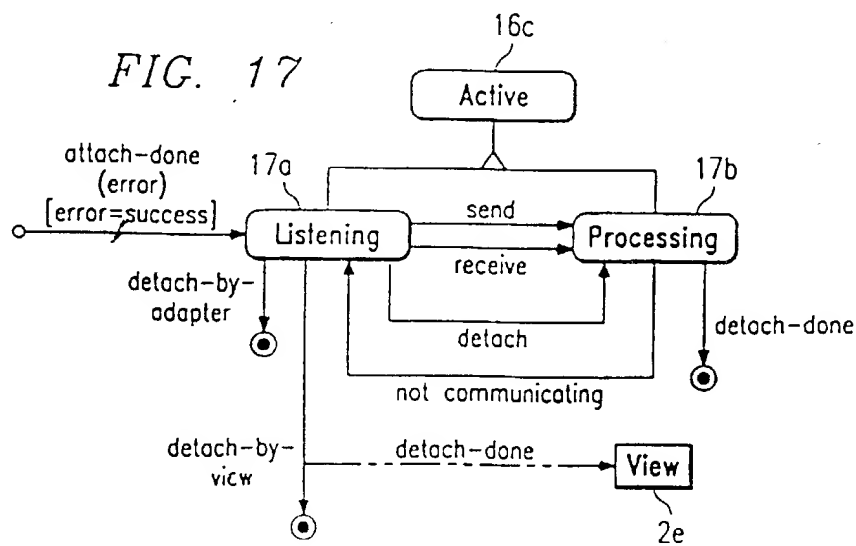 FIG. 17
16c
Active
attach-done
(error)
[error=success]
17a
17b
Listening
send
receive
Processing
detach-by-
adapter
detach
detach-done
not communicating
detach-by-
view
detach-done
View
2e